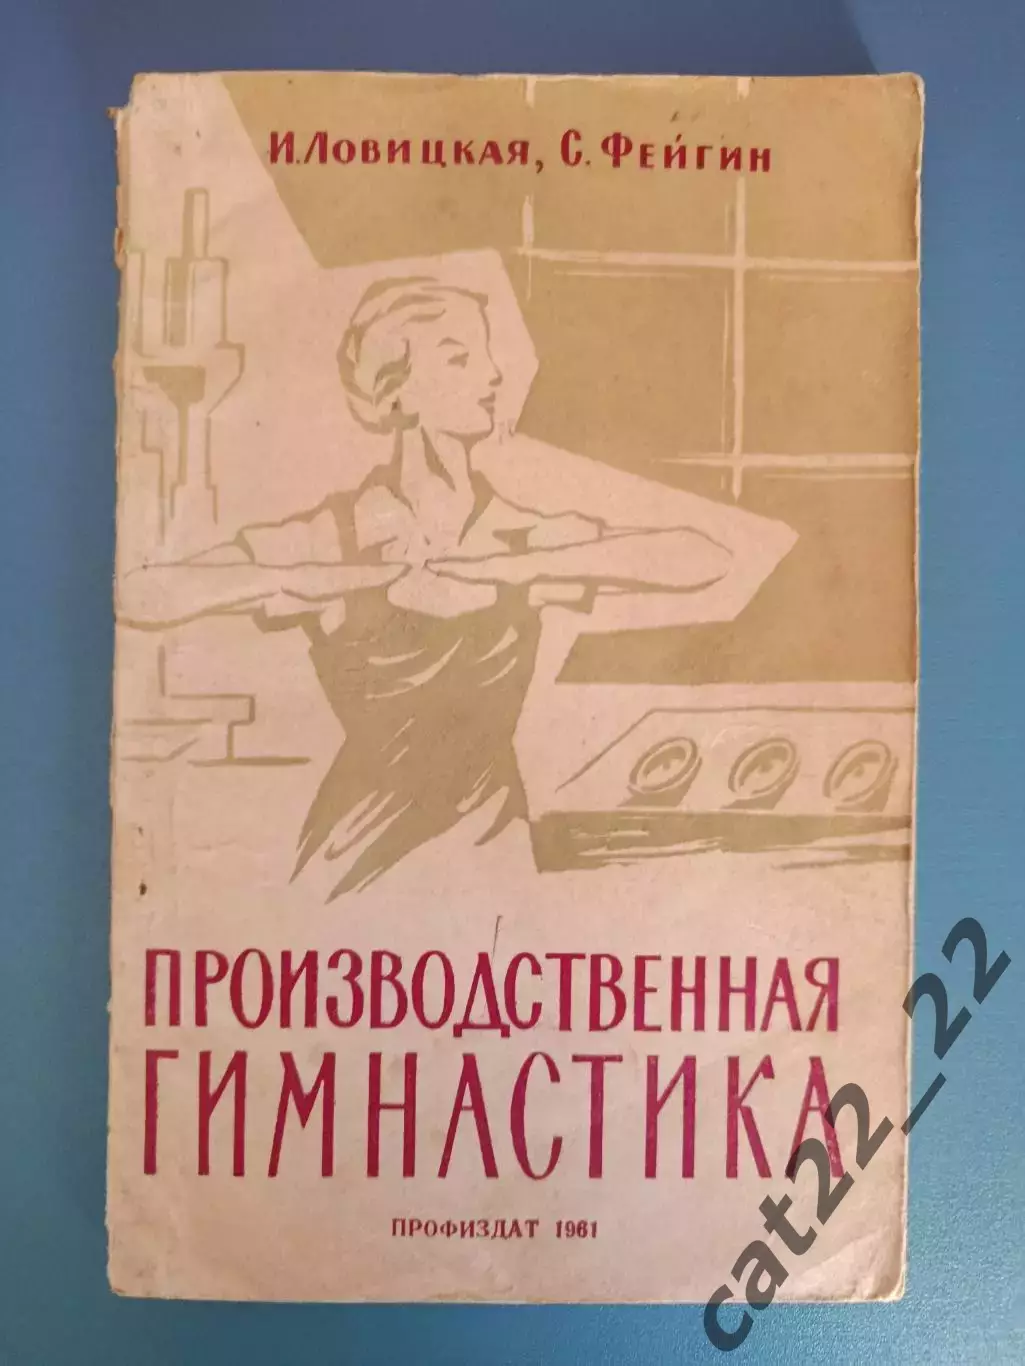 И. Ловицкая, С. Фейгин
ПРОИЗВОДСТВЕННАЯ
ГИМНАСТИКА
ПРОФИЗДАТ 1961
cat22_22